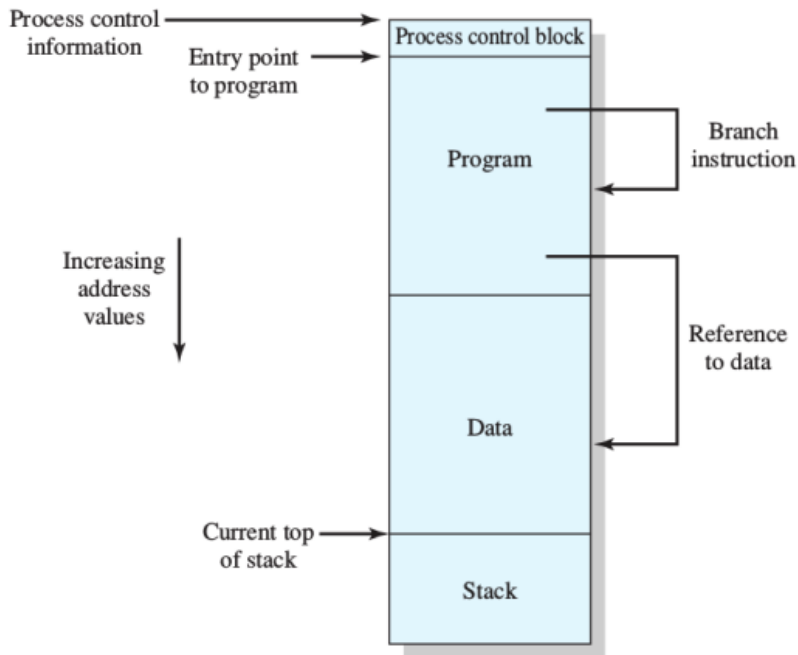 Process control
information
Process control block
Entry point
to program
Program
Branch
instruction
Increasing
address
values
Reference
to data
Data
Current top
of stack
Stack